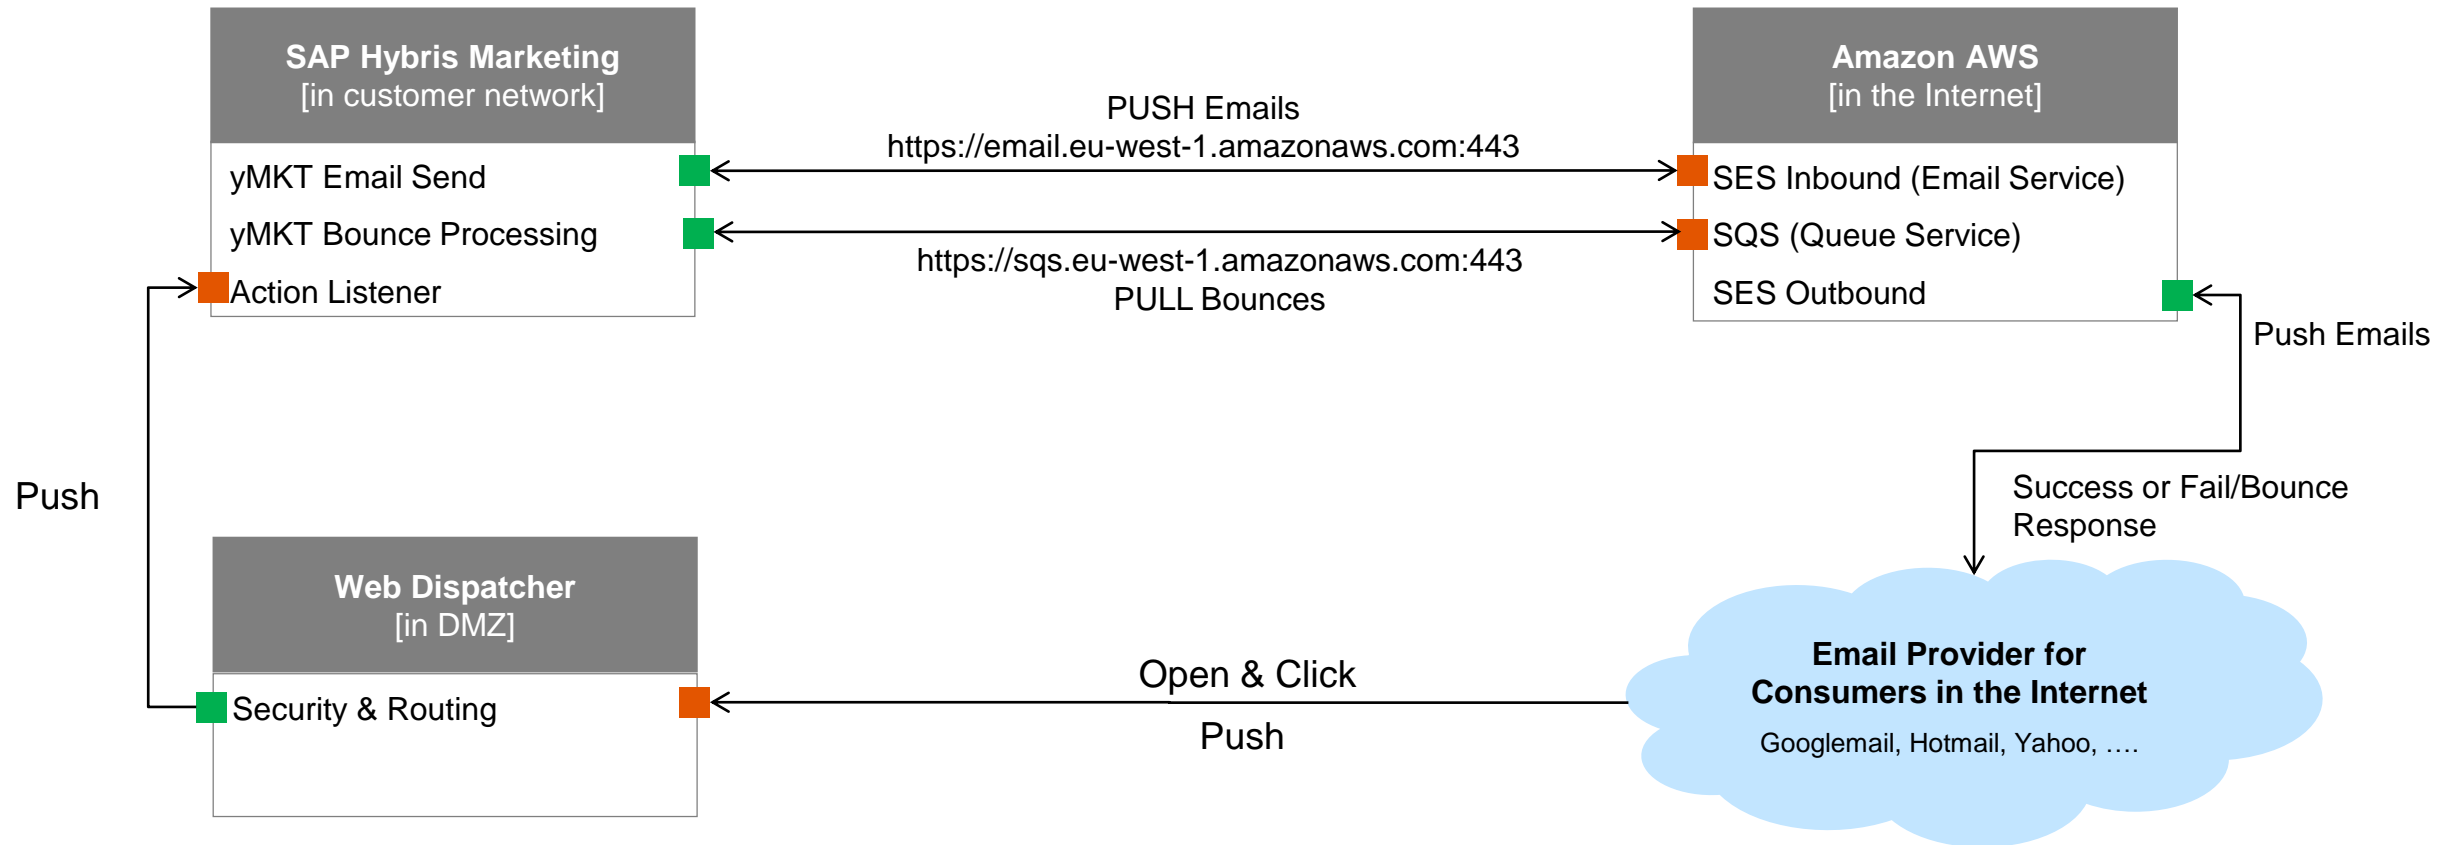 SAP Hybris Marketing
[in customer network]
yMKT Email Send
yMKT Bounce Processing
Action Listener
PUSH Emails
https://email.eu-west-1.amazonaws.com:443
https://sqs.eu-west-1.amazonaws.com:443
PULL Bounces
Amazon AWS
[in the Internet]
SES Inbound (Email Service)
SQS (Queue Service)
SES Outbound
Push Emails
Success or Fail/Bounce
Response
Push
Web Dispatcher
[in DMZ]
Security & Routing
Open & Click
Push
Email Provider for
Consumers in the Internet
Googlemail, Hotmail, Yahoo, ….